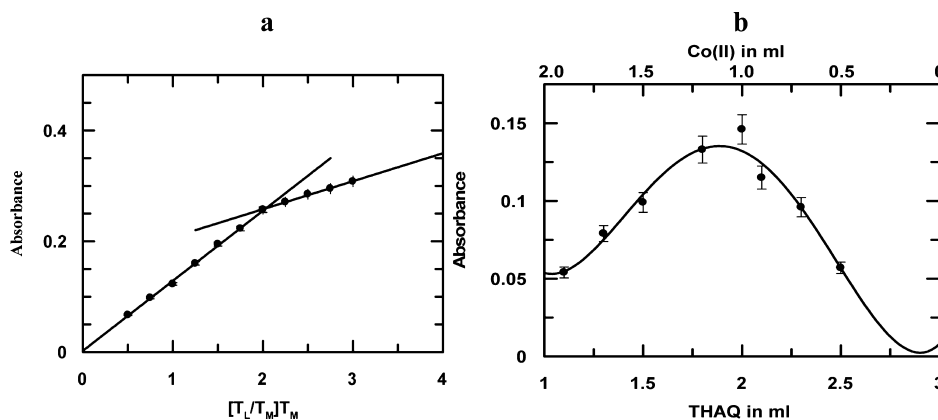 a
b
Co(II) in ml
2.0 1.5 1.0 0.5 0
0.4
0.2
0
Absorbance
0 1 2 3 4
[T_L/T_M]T_M
0.15
0.1
0.05
0
Absorbance
1 1.5 2 2.5 3
THAQ in ml